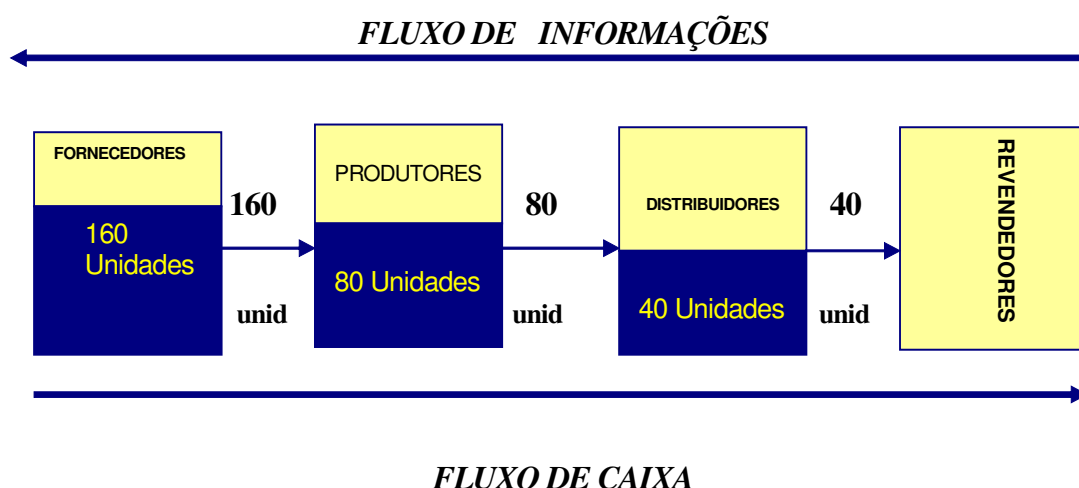 FLUXO DE INFORMAÇÕES
FORNECEDORES
160
Unidades
160
unid
PRODUTORES
80 Unidades
80
unid
DISTRIBUIDORES
40 Unidades
40
unid
REVENDEDORES
FLUXO DE CAIXA